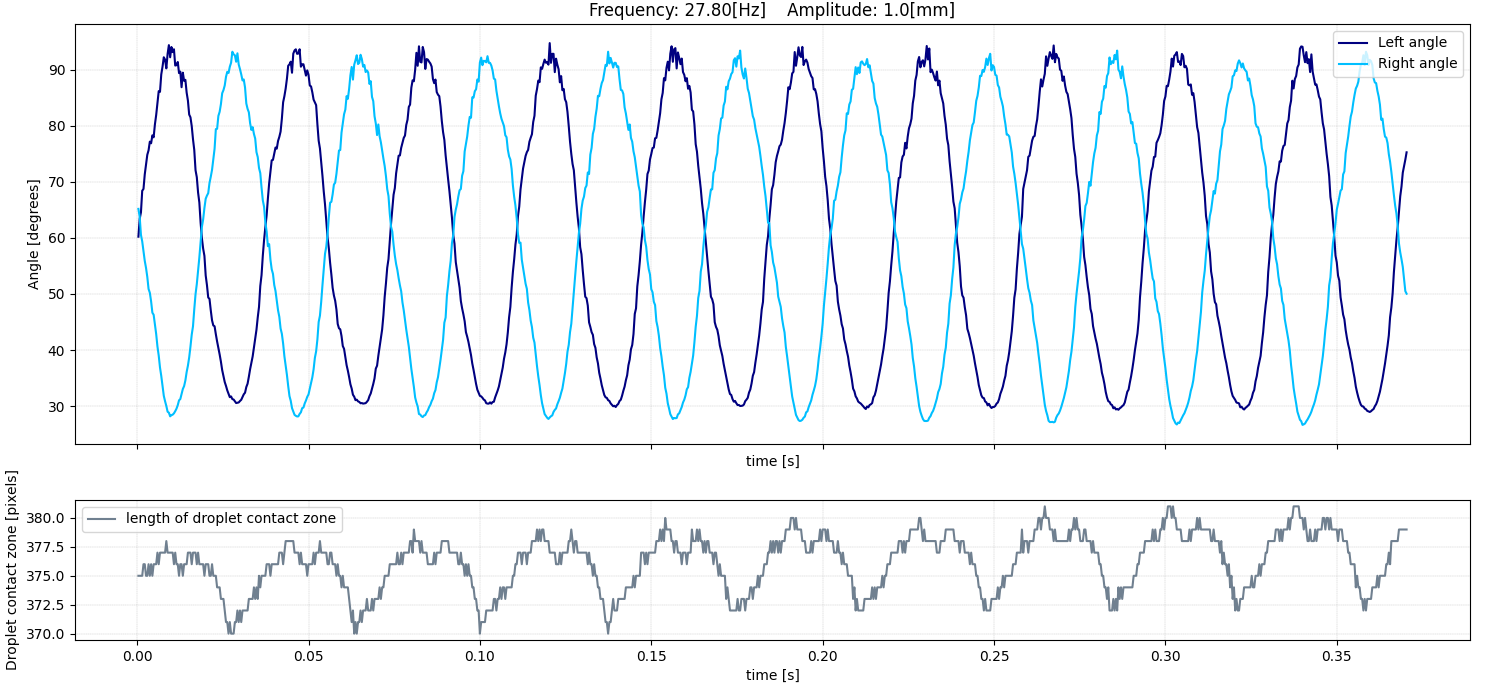 Frequency: 27.80[Hz]    Amplitude: 1.0[mm]
Left angle
Right angle
Angle [degrees]
90
80
70
60
50
40
30
time [s]
Droplet contact zone [pixels]
length of droplet contact zone
380.0
377.5
375.0
372.5
370.0
0.00 0.05 0.10 0.15 0.20 0.25 0.30 0.35
time [s]